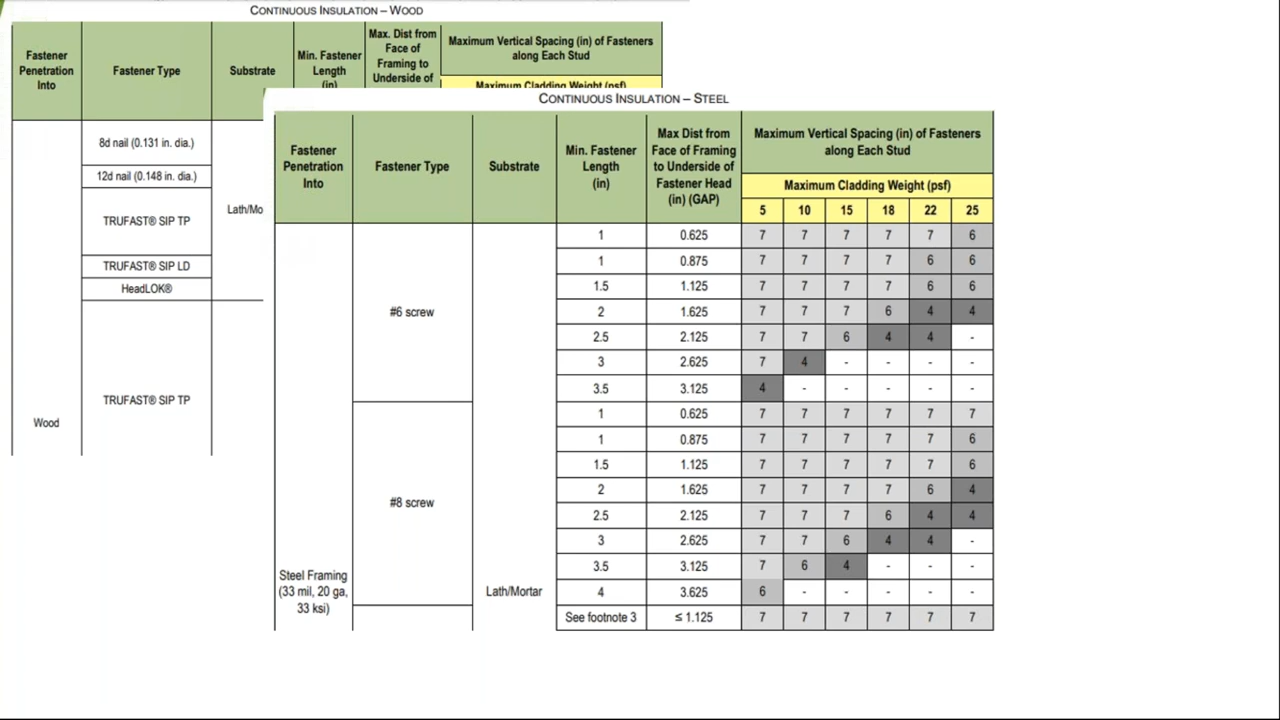 CONTINUOUS INSULATION – WOOD
Fastener Penetration Into
Fastener Type
Substrate
Min. Fastener Length (in)
Max. Dist from Face of Framing to Underside of
Maximum Vertical Spacing (in) of Fasteners along Each Stud
Maximum Cladding Weight (psf)
8d nail (0.131 in. dia.)
12d nail (0.148 in. dia.)
TRUFAST® SIP TP
Lath/Mo
TRUFAST® SIP LD
HeadLOK®
TRUFAST® SIP TP
Wood
CONTINUOUS INSULATION – STEEL
Fastener Penetration Into
Fastener Type
Substrate
Min. Fastener Length (in)
Max Dist from Face of Framing to Underside of Fastener Head (in) (GAP)
Maximum Vertical Spacing (in) of Fasteners along Each Stud
Maximum Cladding Weight (psf)
5 10 15 18 22 25
Steel Framing (33 mil, 20 ga, 33 ksi)
Lath/Mortar
#6 screw
1 0.625 7 7 7 7 7 6
1 0.875 7 7 7 7 6 6
1.5 1.125 7 7 7 7 6 6
2 1.625 7 7 7 6 4 4
2.5 2.125 7 7 6 4 4 -
3 2.625 7 4 - - - -
3.5 3.125 4 - - - - -
#8 screw
1 0.625 7 7 7 7 7 7
1 0.875 7 7 7 7 7 6
1.5 1.125 7 7 7 7 7 6
2 1.625 7 7 7 7 6 4
2.5 2.125 7 7 7 6 4 4
3 2.625 7 7 6 4 4 -
3.5 3.125 7 6 4 - - -
4 3.625 6 - - - - -
See footnote 3 ≤ 1.125 7 7 7 7 7 7